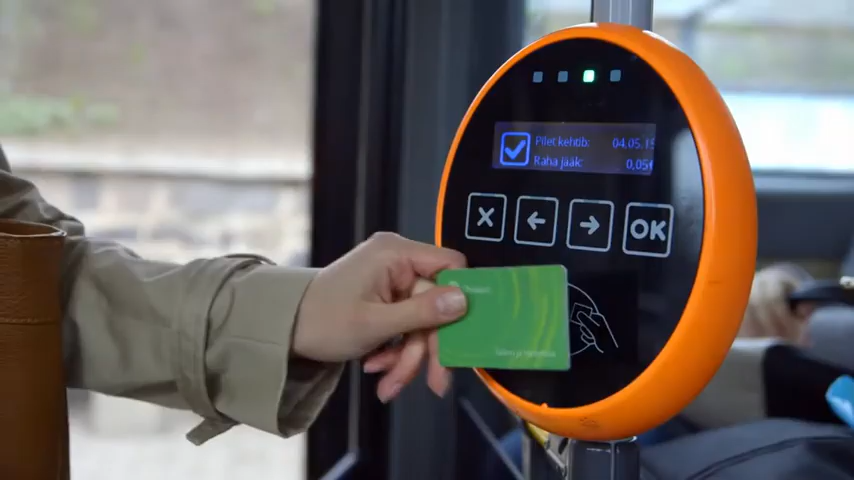 Pilet kehtib: 04.05.15
Raha jääk: 0,05€
X ← → OK